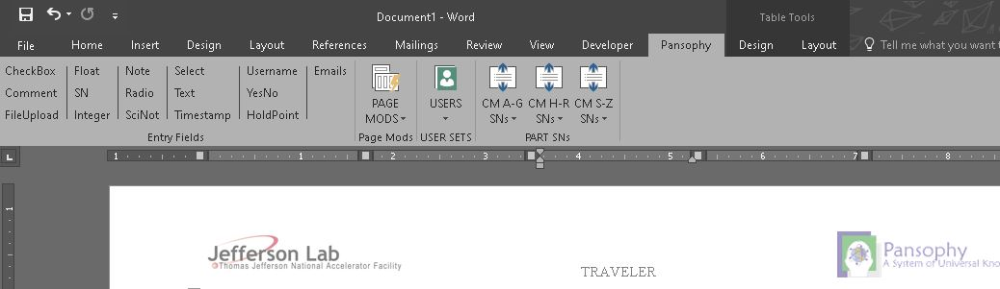 Document1 - Word
Table Tools
File Home Insert Design Layout References Mailings Review View Developer Pansophy Design Layout Tell me what you want t
CheckBox Float Note Select Username Emails
Comment SN Radio Text YesNo
FileUpload Integer SciNot Timestamp HoldPoint
PAGE MODS
USERS
CM A-G SNs
CM H-R SNs
CM S-Z SNs
Entry Fields Page Mods USER SETS PART SNs
L
1 1 2 3 4 5 6 7 8
1
Jefferson Lab
Thomas Jefferson National Accelerator Facility
TRAVELER
Pansophy
A System of Universal Kno